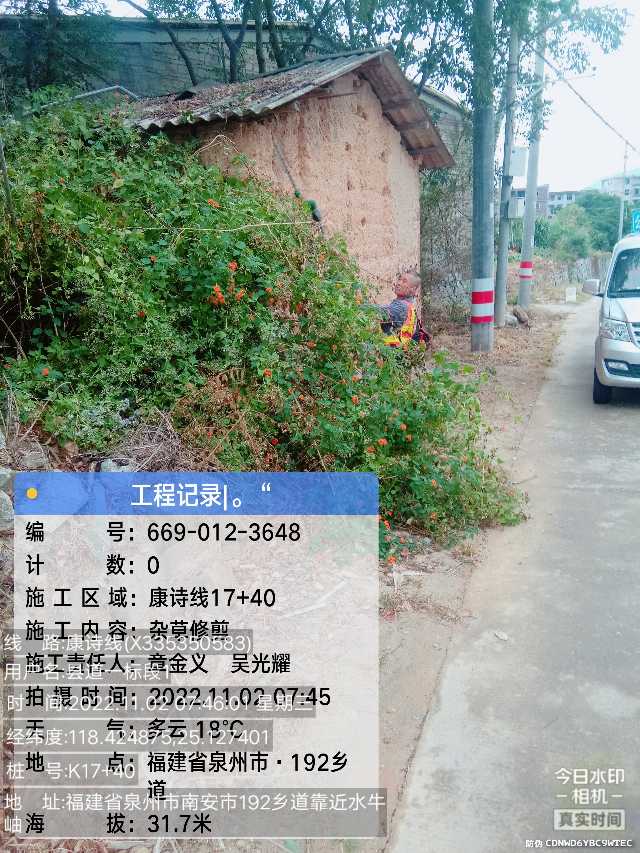 工程记录|。“
编号：669-012-3648
计数：0
施工区域：康诗线17+40
施工内容：杂草修剪
线路:康诗线(X335350583)
施工责任人：章金义 吴光耀
用户名:县道一标段1
拍摄时间：2022.11.02 07:45
时间:2022.11.02 07:46:01 星期三
天气：多云 18℃
经纬度:118.424875,25.127401
地点：福建省泉州市·192乡道
桩号:K17+40
地址:福建省泉州市南安市192乡道靠近水牛岫
海拔：31.7米
今日水印
-相机-
真实时间
防伪 CDNWD6YBC9WTEC